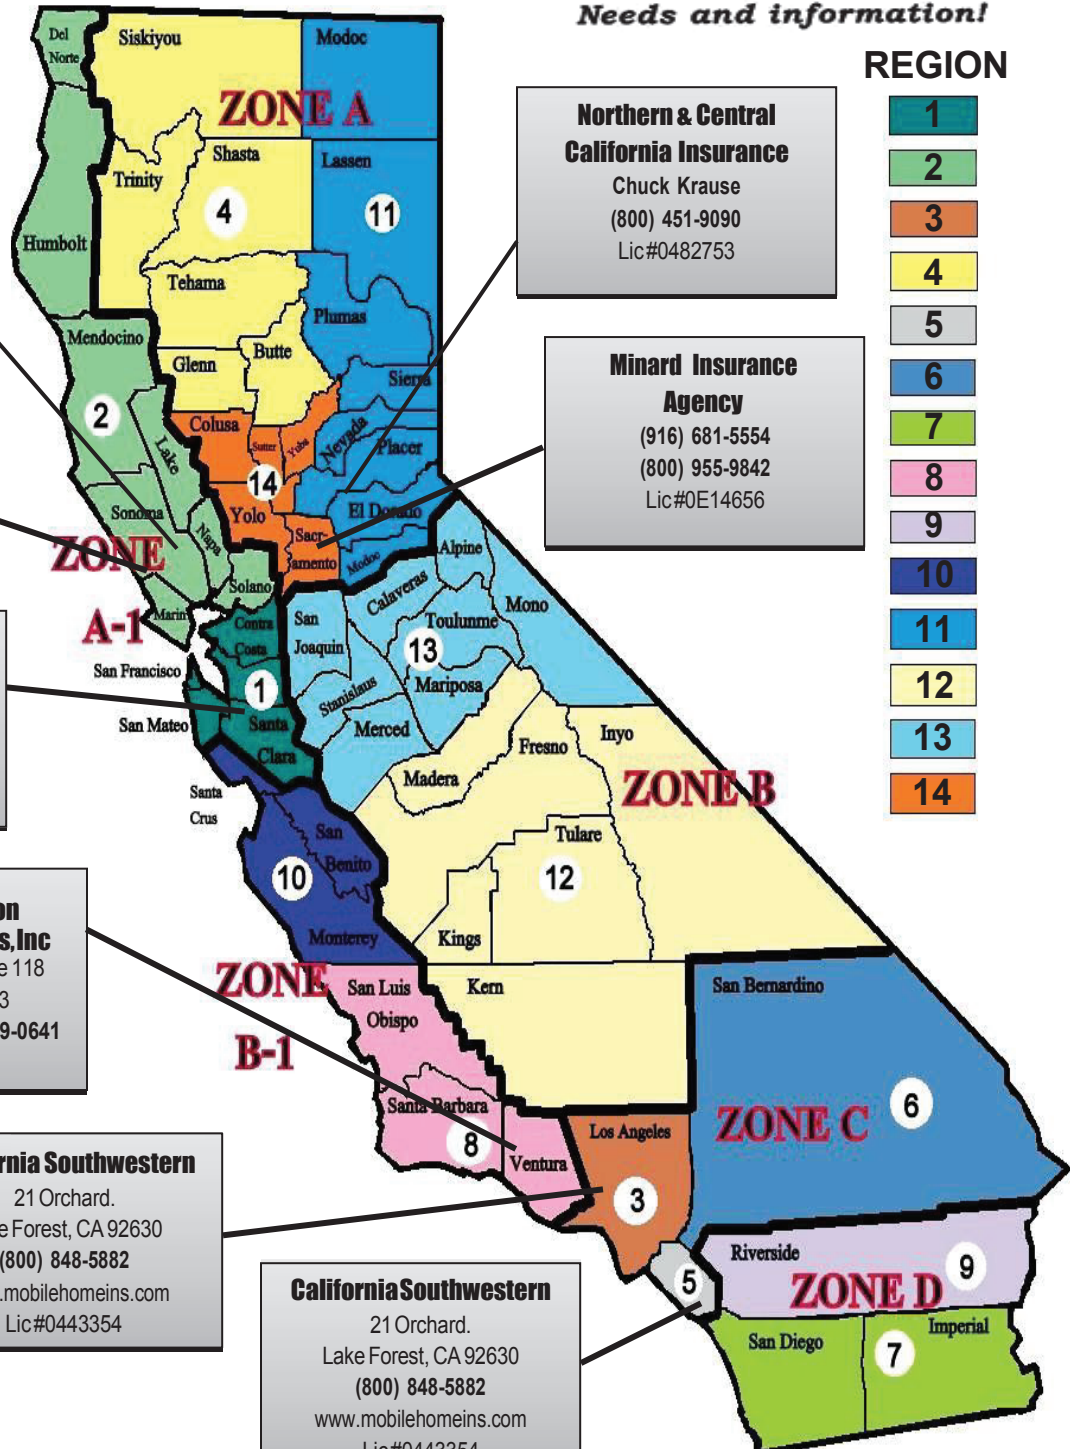 Needs and information!
REGION
1
2
3
4
5
6
7
8
9
10
11
12
13
14
Northern & Central
California Insurance
Chuck Krause
(800) 451-9090
Lic#0482753
Minard Insurance
Agency
(916) 681-5554
(800) 955-9842
Lic#0E14656
on
s, Inc
e 118
3
9-0641
rnia Southwestern
21 Orchard.
e Forest, CA 92630
(800) 848-5882
.mobilehomeins.com
Lic#0443354
California Southwestern
21 Orchard.
Lake Forest, CA 92630
(800) 848-5882
www.mobilehomeins.com
Lic#0443354
Del
Norte
Siskiyou
Modoc
ZONE A
Trinity
Shasta
Lassen
4
11
Humbolt
Tehama
Plumas
Mendocino
Glenn
Butte
Sierra
2
Colusa
Sutter
Yuba
Nevada
Placer
Lake
14
Yolo
El Dorado
Sonoma
Napa
Sacr-
amento
Modoc
ZONE
A-1
Solano
Marin
Alpine
Calaveras
Mono
Contra
Costa
San
Joaquin
Toulunme
13
San Francisco
1
Stanislaus
Mariposa
San Mateo
Santa
Clara
Merced
Fresno
Inyo
Madera
ZONE B
Santa
Crus
San
Benito
Tulare
10
12
Monterey
Kings
ZONE
B-1
San Luis
Obispo
Kern
San Bernardino
Santa Barbara
8
Ventura
Los Angeles
ZONE C
6
3
5
Riverside
9
ZONE D
San Diego
7
Imperial